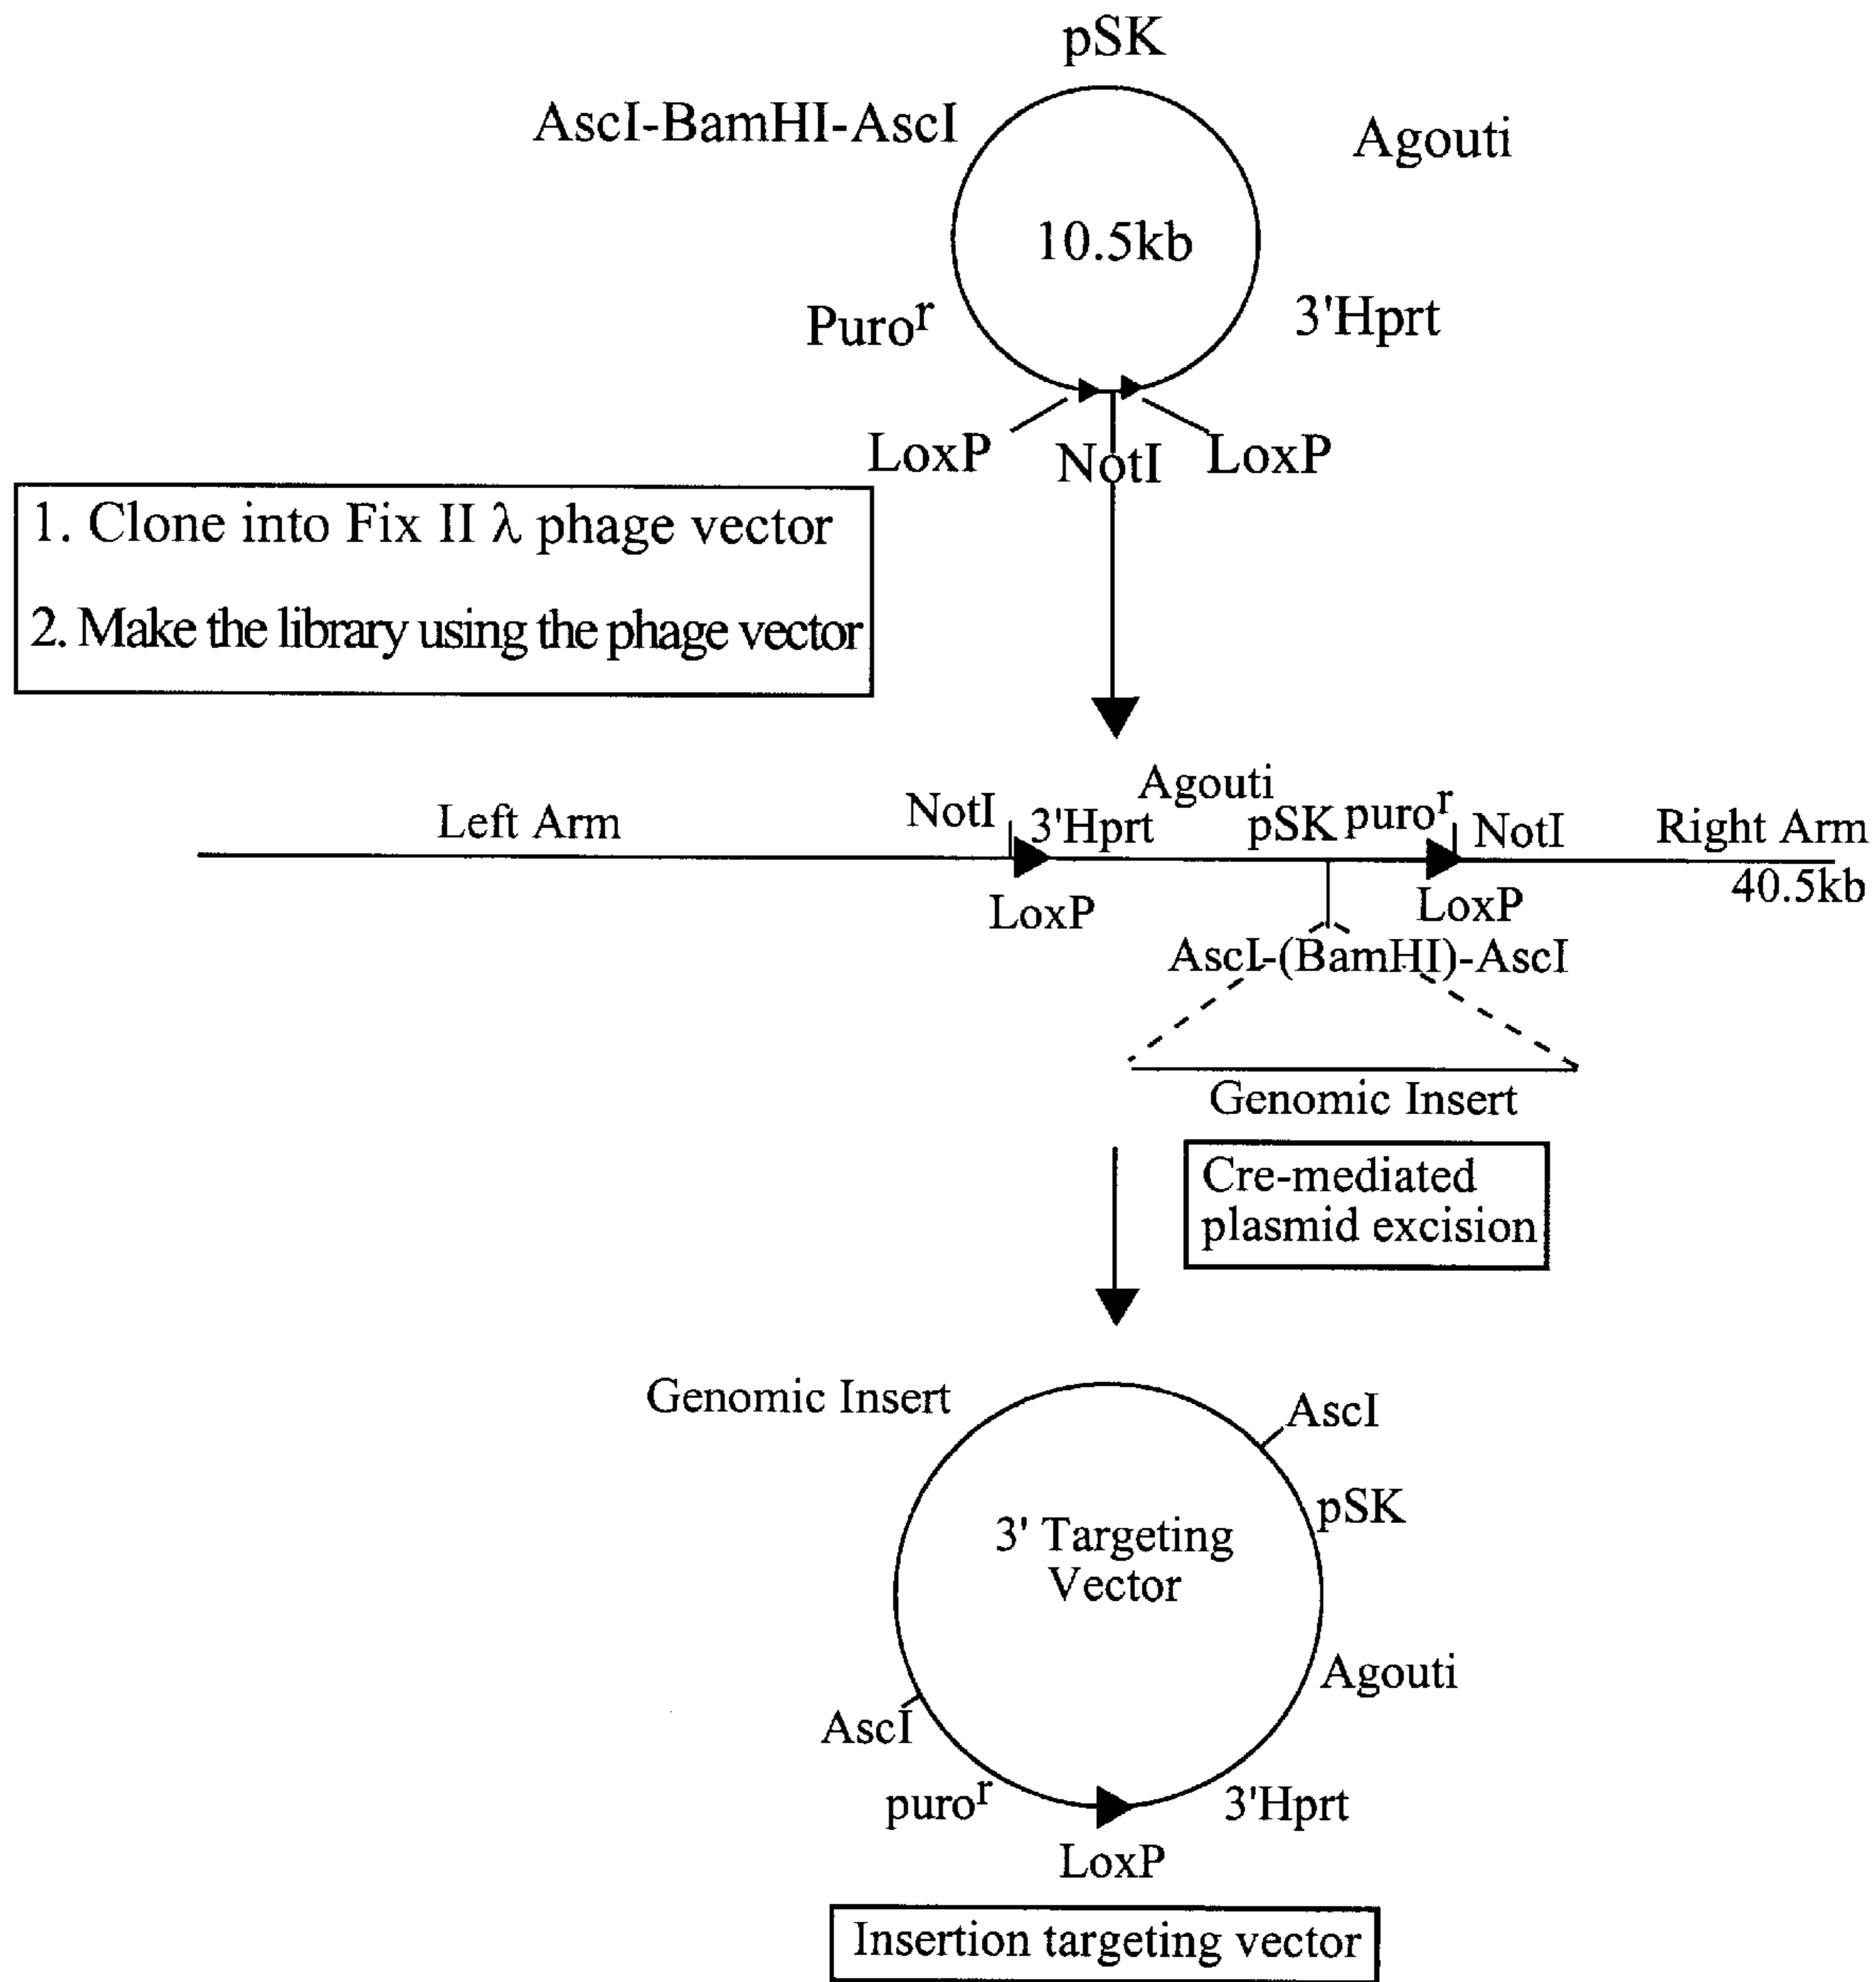 pSK
AscI-BamHI-AscI
Agouti
10.5kb
Puroʳ
3'Hprt
LoxP
NotI
LoxP
1. Clone into Fix II λ phage vector
2. Make the library using the phage vector
Left Arm
NotI
3'Hprt
Agouti
pSK
puroʳ
NotI
Right Arm
40.5kb
LoxP
LoxP
AscI-(BamHI)-AscI
Genomic Insert
Cre-mediated
plasmid excision
Genomic Insert
AscI
pSK
3' Targeting
Vector
Agouti
AscI
puroʳ
3'Hprt
LoxP
Insertion targeting vector